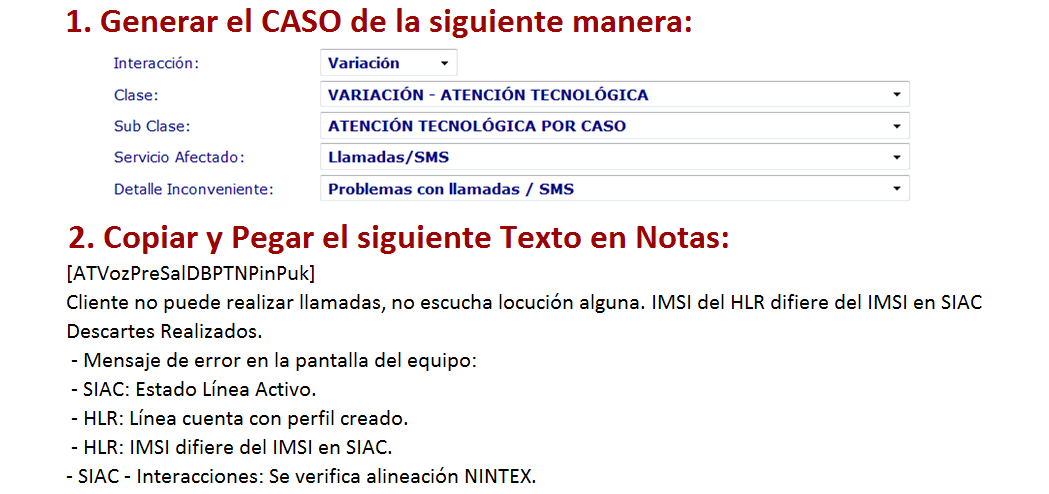 1. Generar el CASO de la siguiente manera:
Interacción: Variación
Clase: VARIACIÓN - ATENCIÓN TECNOLÓGICA
Sub Clase: ATENCIÓN TECNOLÓGICA POR CASO
Servicio Afectado: Llamadas/SMS
Detalle Inconveniente: Problemas con llamadas / SMS
2. Copiar y Pegar el siguiente Texto en Notas:
[ATVozPreSalDBPTNPinPuk]
Cliente no puede realizar llamadas, no escucha locución alguna. IMSI del HLR difiere del IMSI en SIAC
Descartes Realizados.
- Mensaje de error en la pantalla del equipo:
- SIAC: Estado Línea Activo.
- HLR: Línea cuenta con perfil creado.
- HLR: IMSI difiere del IMSI en SIAC.
- SIAC - Interacciones: Se verifica alineación NINTEX.